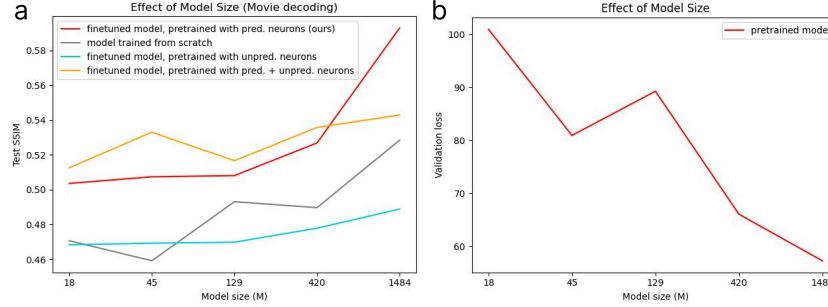 a
Effect of Model Size (Movie decoding)
finetuned model, pretrained with pred. neurons (ours)
model trained from scratch
finetuned model, pretrained with unpred. neurons
finetuned model, pretrained with pred. + unpred. neurons
Test SSIM
0.58
0.56
0.54
0.52
0.50
0.48
0.46
18
45
129
420
1484
Model size (M)
b
Effect of Model Size
pretrained model
Validation loss
100
90
80
70
60
18
45
129
420
148
Model size (M)